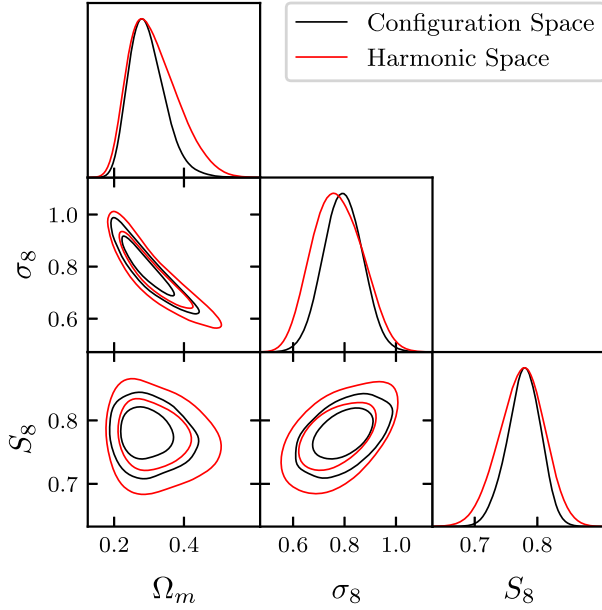 Configuration Space
Harmonic Space
1.0
0.8
0.6
σ₈
0.8
0.7
S₈
0.2 0.4
0.6 0.8 1.0
0.7 0.8
Ωₘ
σ₈
S₈